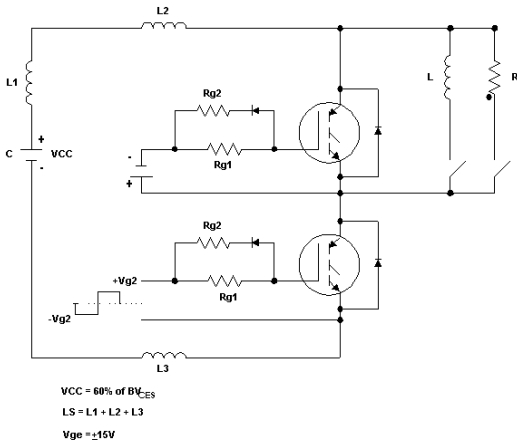 L2
L1
L
R
Rg2
Rg1
+
C
VCC
-
-
+
Rg2
Rg1
+Vg2
-Vg2
L3
VCC = 60% of BVCES
LS = L1 + L2 + L3
Vge = ±15V